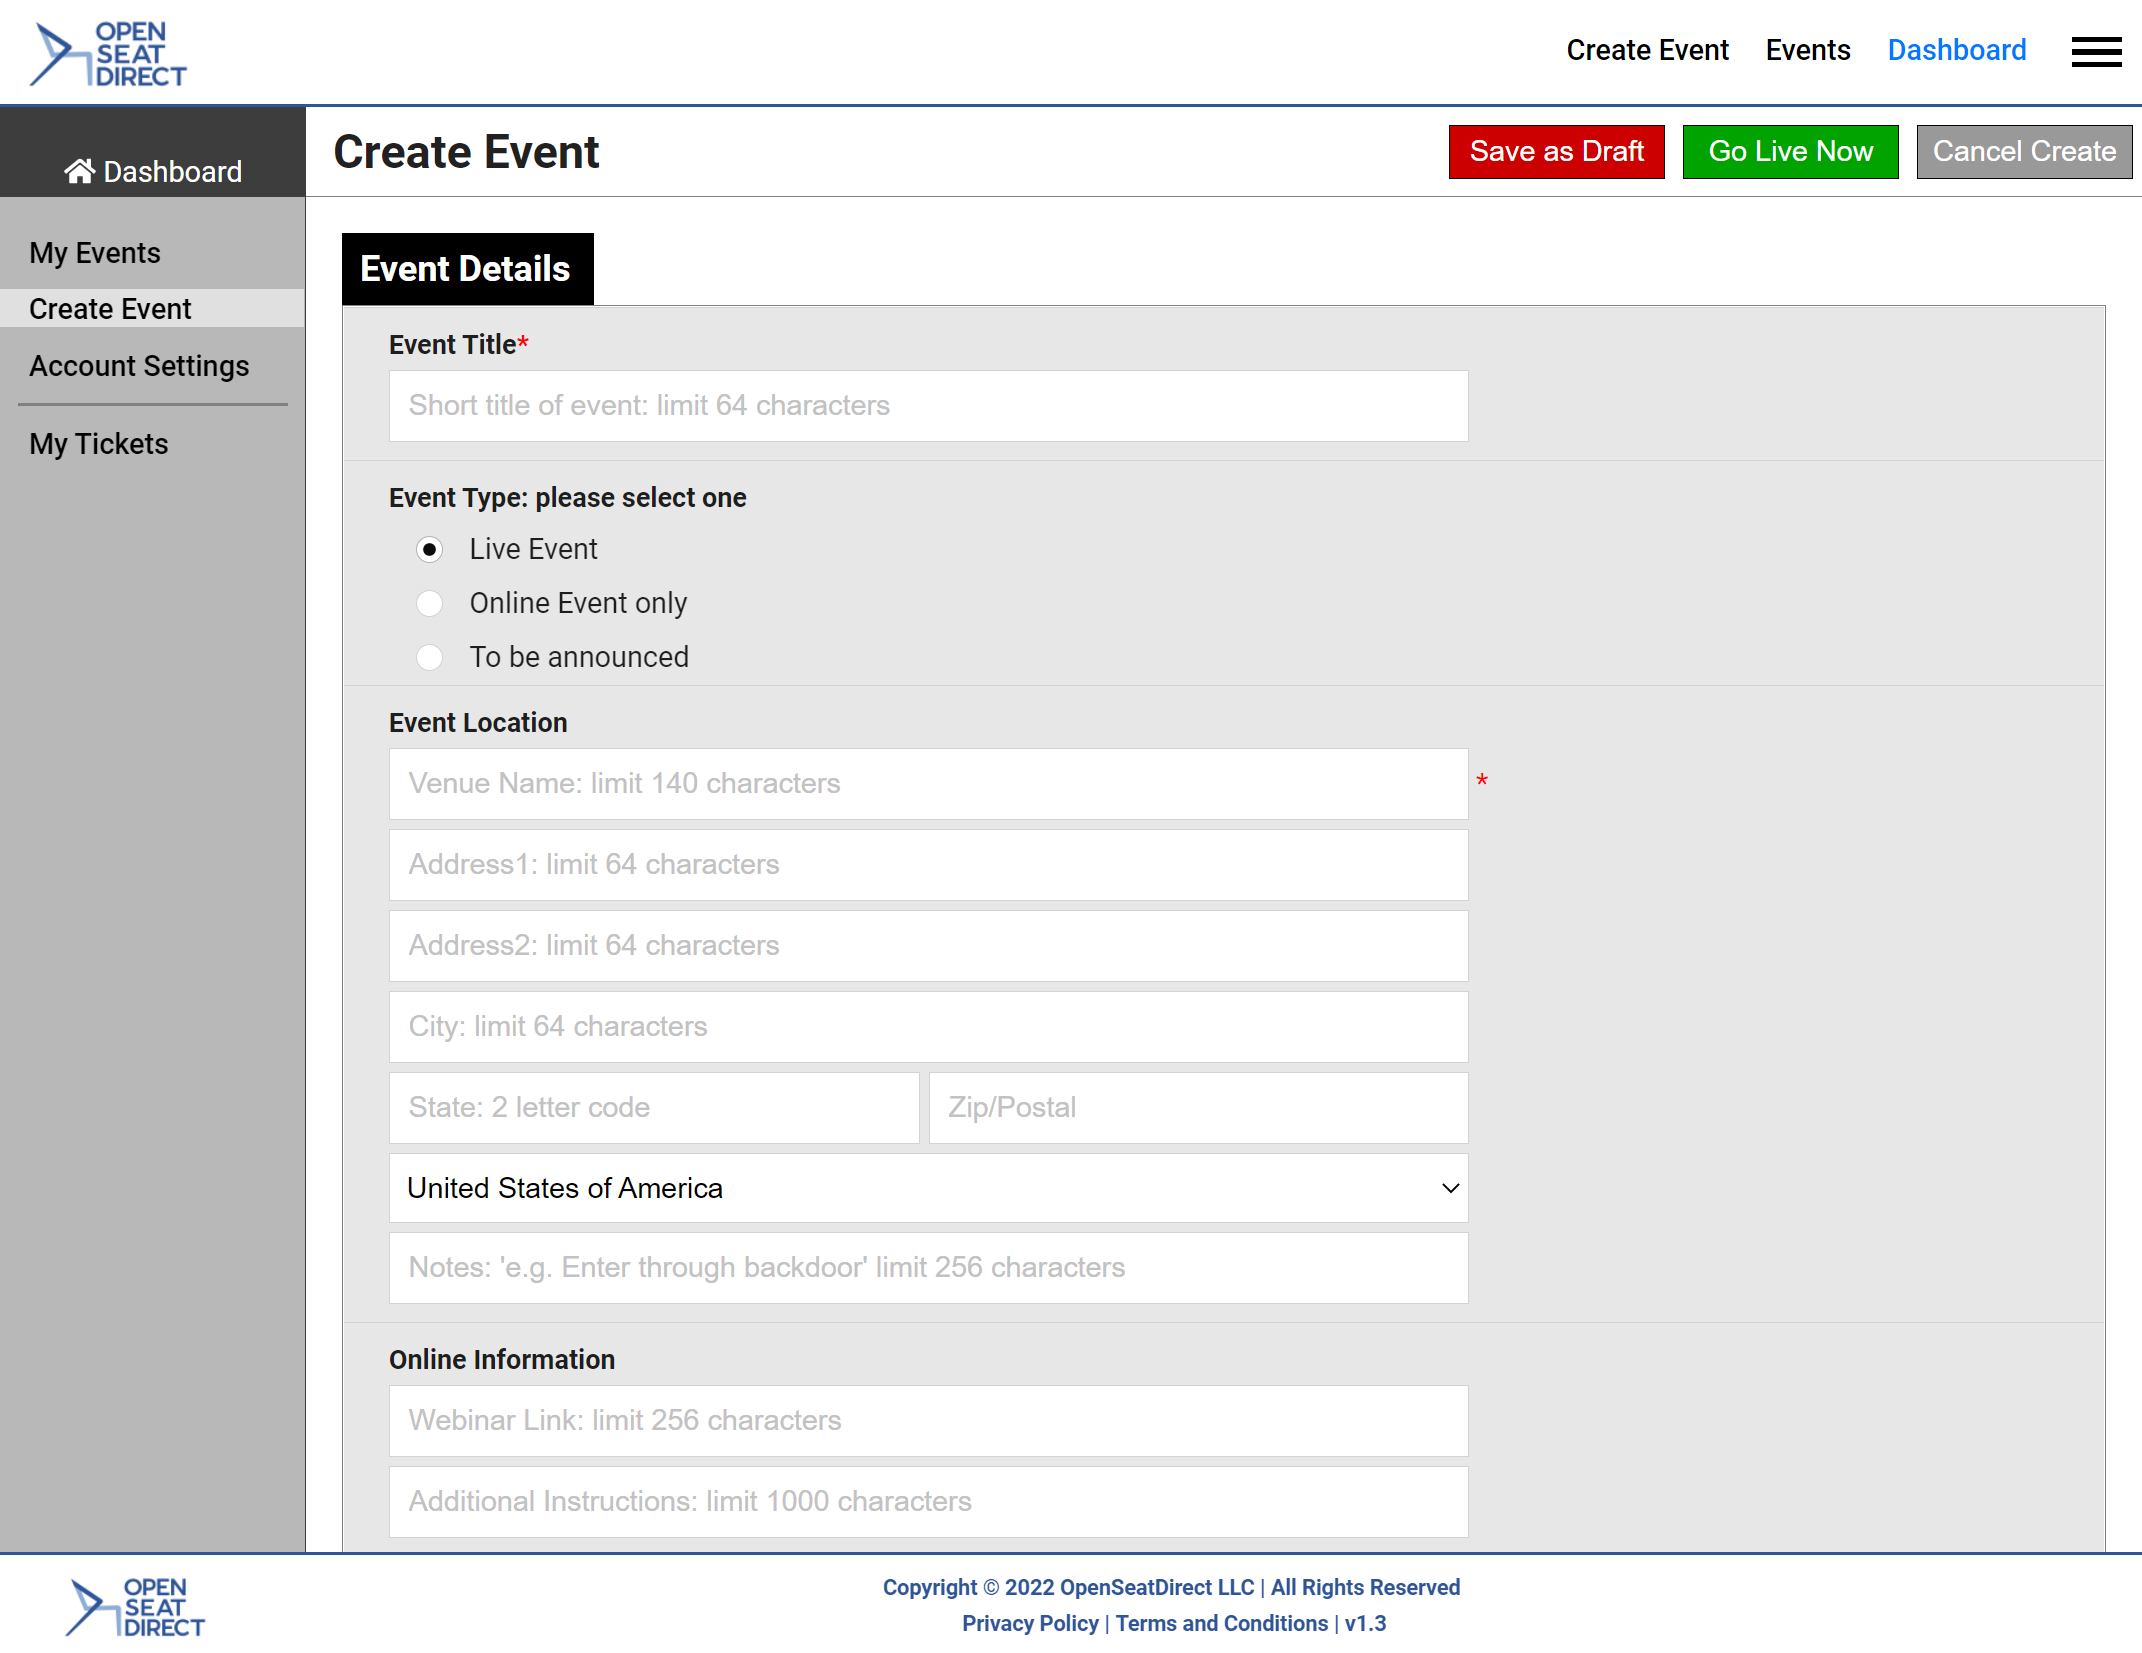 OPEN
SEAT
DIRECT
Create Event Events Dashboard
Dashboard
Create Event
Save as Draft Go Live Now Cancel Create
My Events
Create Event
Account Settings
My Tickets
Event Details
Event Title*
Short title of event: limit 64 characters
Event Type: please select one
Live Event
Online Event only
To be announced
Event Location
Venue Name: limit 140 characters *
Address1: limit 64 characters
Address2: limit 64 characters
City: limit 64 characters
State: 2 letter code Zip/Postal
United States of America
Notes: 'e.g. Enter through backdoor' limit 256 characters
Online Information
Webinar Link: limit 256 characters
Additional Instructions: limit 1000 characters
OPEN
SEAT
DIRECT
Copyright © 2022 OpenSeatDirect LLC | All Rights Reserved
Privacy Policy | Terms and Conditions | v1.3